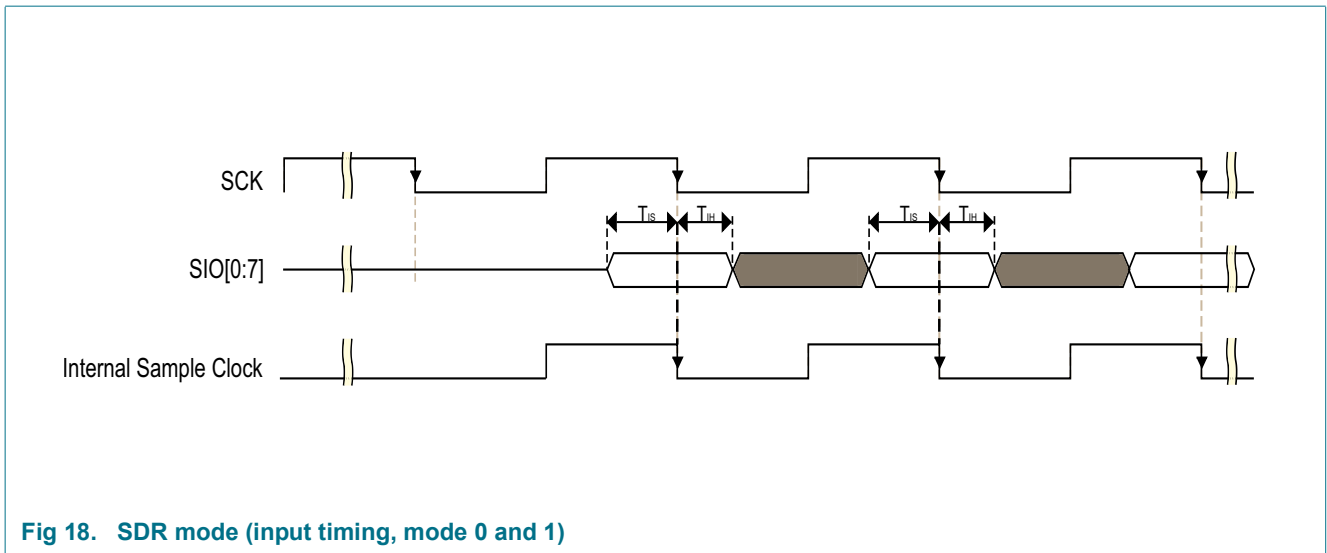 SCK
TIS TIH TIS TIH
SIO[0:7]
Internal Sample Clock
Fig 18. SDR mode (input timing, mode 0 and 1)